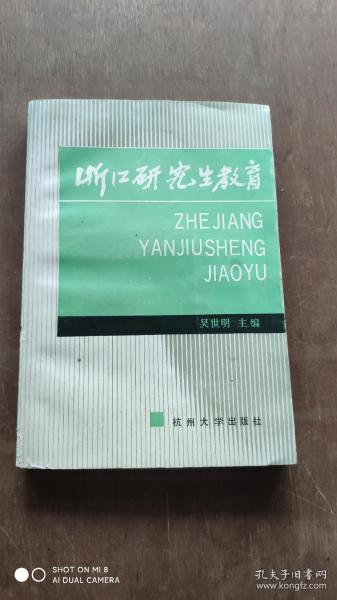 浙江研究生教育
ZHEJIANG
YANJIUSHENG
JIAOYU
吴世明 主编
杭州大学出版社
SHOT ON MI 8
AI DUAL CAMERA
孔夫子旧书网
www.kongfz.com